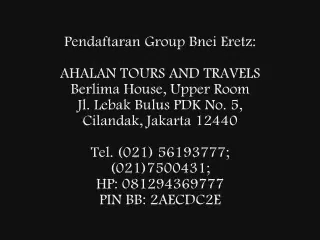 Pendaftaran Group Bnei Eretz:
AHALAN TOURS AND TRAVELS
Berlima House, Upper Room
Jl. Lebak Bulus PDK No. 5,
Cilandak, Jakarta 12440
Tel. (021) 56193777;
(021)7500431;
HP: 081294369777
PIN BB: 2AECDC2E